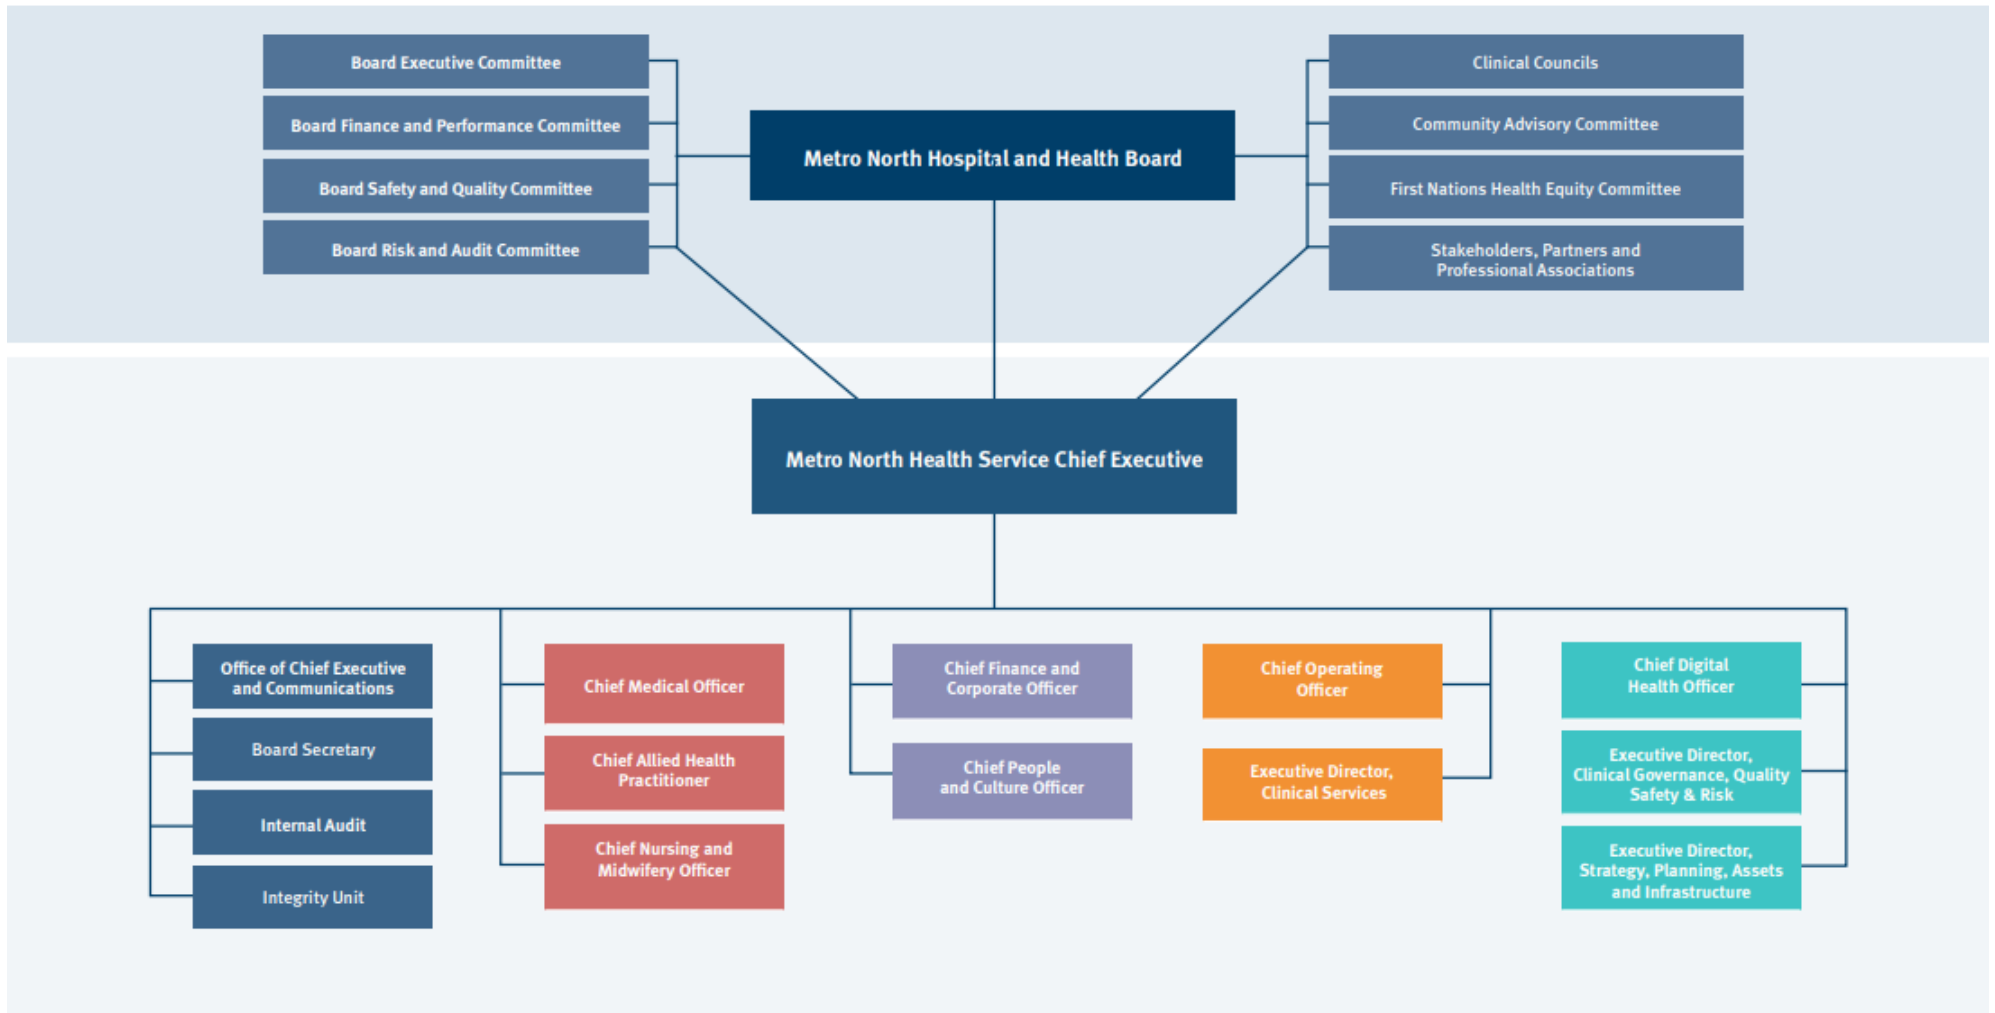 Board Executive Committee
Board Finance and Performance Committee
Board Safety and Quality Committee
Board Risk and Audit Committee
Metro North Hospital and Health Board
Clinical Councils
Community Advisory Committee
First Nations Health Equity Committee
Stakeholders, Partners and
Professional Associations
Metro North Health Service Chief Executive
Office of Chief Executive
and Communications
Board Secretary
Internal Audit
Integrity Unit
Chief Medical Officer
Chief Allied Health
Practitioner
Chief Nursing and
Midwifery Officer
Chief Finance and
Corporate Officer
Chief People
and Culture Officer
Chief Operating
Officer
Executive Director,
Clinical Services
Chief Digital
Health Officer
Executive Director,
Clinical Governance, Quality
Safety & Risk
Executive Director,
Strategy, Planning, Assets
and Infrastructure